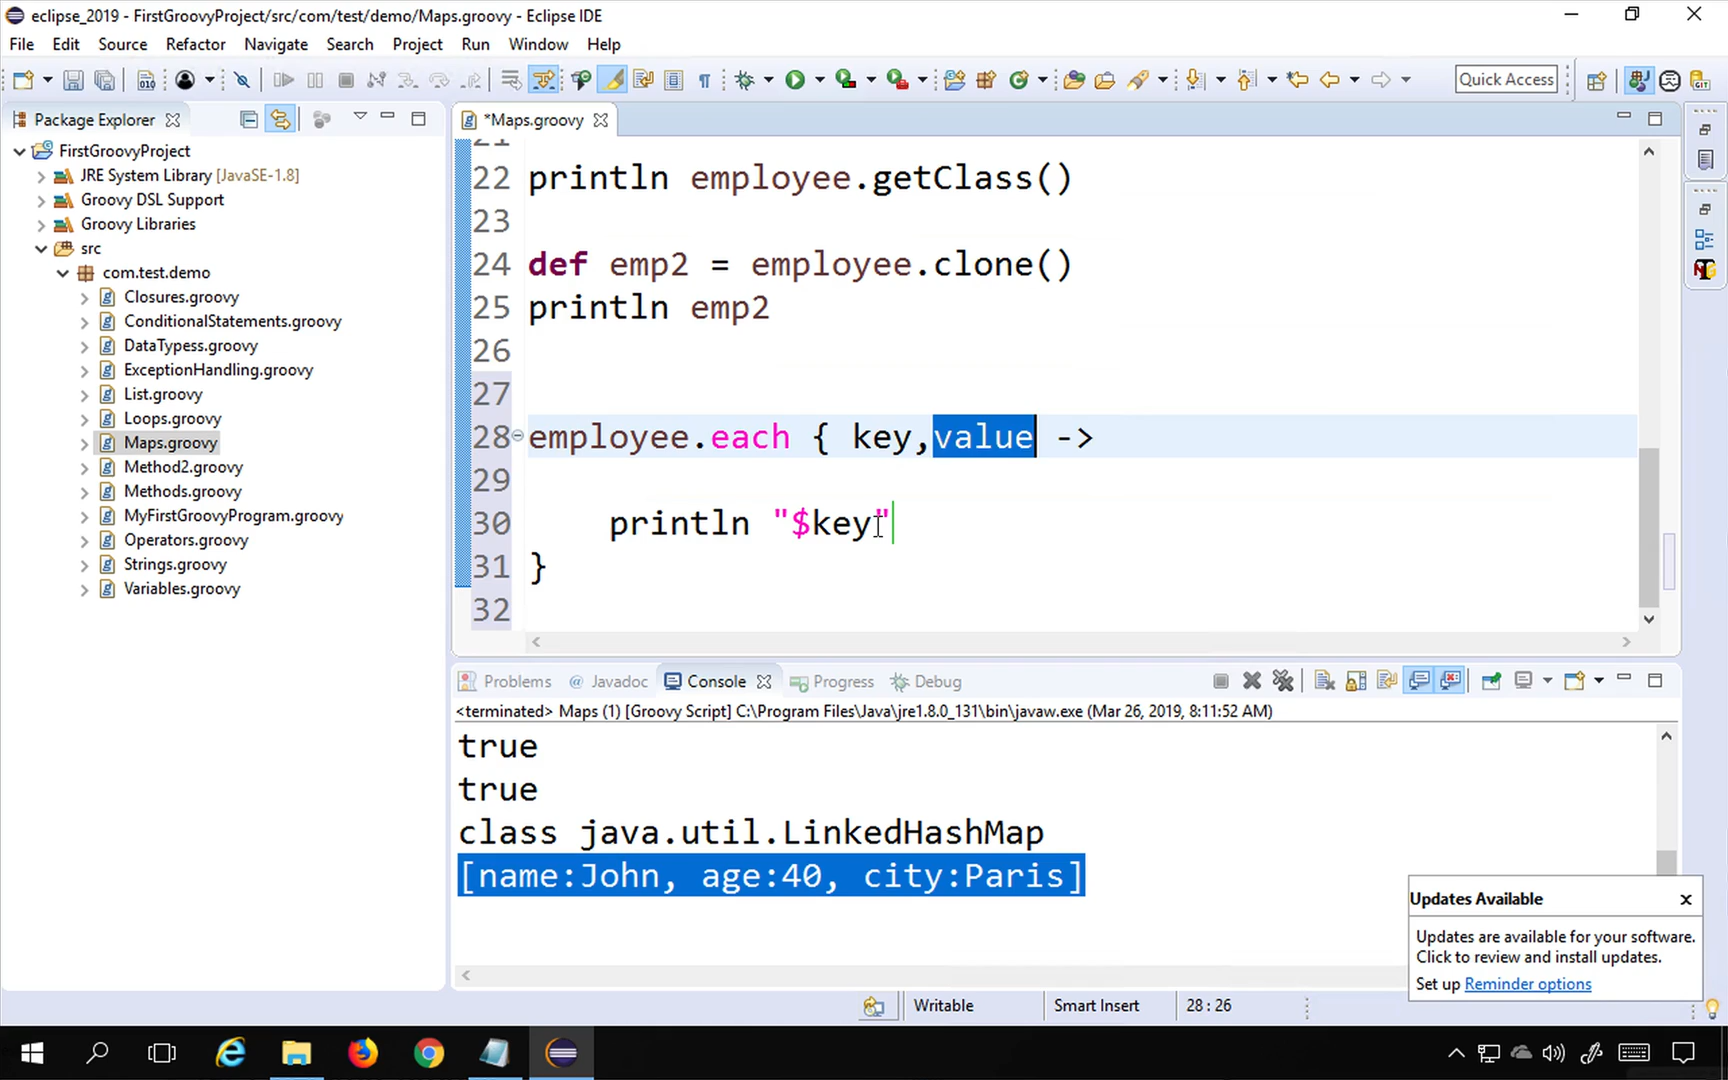 eclipse_2019 - FirstGroovyProject/src/com/test/demo/Maps.groovy - Eclipse IDE
File Edit Source Refactor Navigate Search Project Run Window Help
Quick Access
Package Explorer
FirstGroovyProject
JRE System Library [JavaSE-1.8]
Groovy DSL Support
Groovy Libraries
src
com.test.demo
Closures.groovy
ConditionalStatements.groovy
DataTypess.groovy
ExceptionHandling.groovy
List.groovy
Loops.groovy
Maps.groovy
Method2.groovy
Methods.groovy
MyFirstGroovyProgram.groovy
Operators.groovy
Strings.groovy
Variables.groovy
*Maps.groovy
21
22 println employee.getClass()
23
24 def emp2 = employee.clone()
25 println emp2
26
27
28 employee.each { key,value ->
29
30 println "$key"
31 }
32
Problems @ Javadoc Console Progress Debug
<terminated> Maps (1) [Groovy Script] C:\Program Files\Java\jre1.8.0_131\bin\javaw.exe (Mar 26, 2019, 8:11:52 AM)
true
true
class java.util.LinkedHashMap
[name:John, age:40, city:Paris]
Updates Available
Updates are available for your software.
Click to review and install updates.
Set up Reminder options
Writable Smart Insert 28 : 26